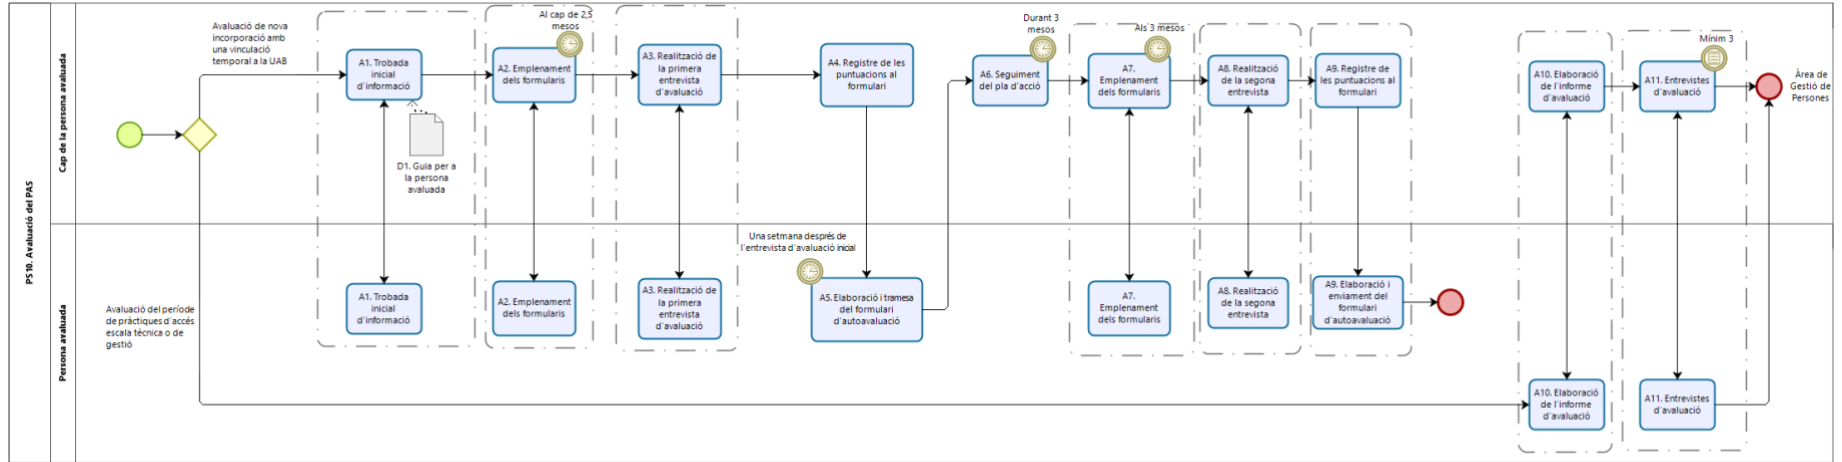 PS10. Avaluació del PAS
Cap de la persona avaluada
Avaluació de nova
incorporació amb
una vinculació
temporal a la UAB
A1. Trobada
inicial
d'informació
D1. Guia per a
la persona
avaluada
Al cap de 2,5
mesos
A2. Emplenament
dels formularis
A3. Realització de
la primera
entrevista
d'avaluació
A4. Registre de les
puntuacions al
formulari
Durant 3
mesos
A6. Seguiment
del pla d'acció
Als 3 mesos
A7.
Emplenament
dels formularis
A8. Realització
de la segona
entrevista
A9. Registre de
les puntuacions al
formulari
A10. Elaboració
de l'informe
d'avaluació
Mínim 3
A11. Entrevistes
d'avaluació
Àrea de
Gestió de
Persones
Persona avaluada
Avaluació del període
de pràctiques d'accés
escala tècnica o de
gestió
A1. Trobada
inicial
d'informació
A2. Emplenament
dels formularis
A3. Realització de
la primera
entrevista
d'avaluació
Una setmana després de
l'entrevista d'avaluació inicial
A5. Elaboració i tramesa
del formulari
d'autoavaluació
A7.
Emplenament
dels formularis
A8. Realització
de la segona
entrevista
A9. Elaboració i
enviament del
formulari
d'autoavaluació
A10. Elaboració
de l'informe
d'avaluació
A11. Entrevistes
d'avaluació